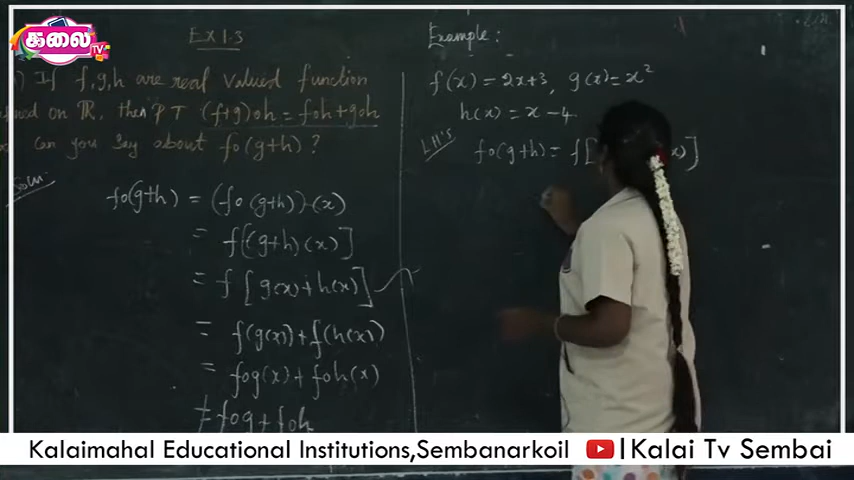 கலை TV
Ex 1.3
If f,g,h are real valued function
defined on ℝ, then PT (f+g)oh = foh + goh
can you say about fo(g+h) ?
Soln:
fo(g+h) = (fo(g+h))(x)
= f[(g+h)(x)]
= f[g(x)+h(x)]
= f(g(x))+f(h(x))
= fog(x) + foh(x)
≠ fog + foh
Example:
f(x) = 2x+3, g(x) = x²
h(x) = x-4.
LHS
fo(g+h) = f[ x)]
Kalaimahal Educational Institutions,Sembanarkoil | Kalai Tv Sembai